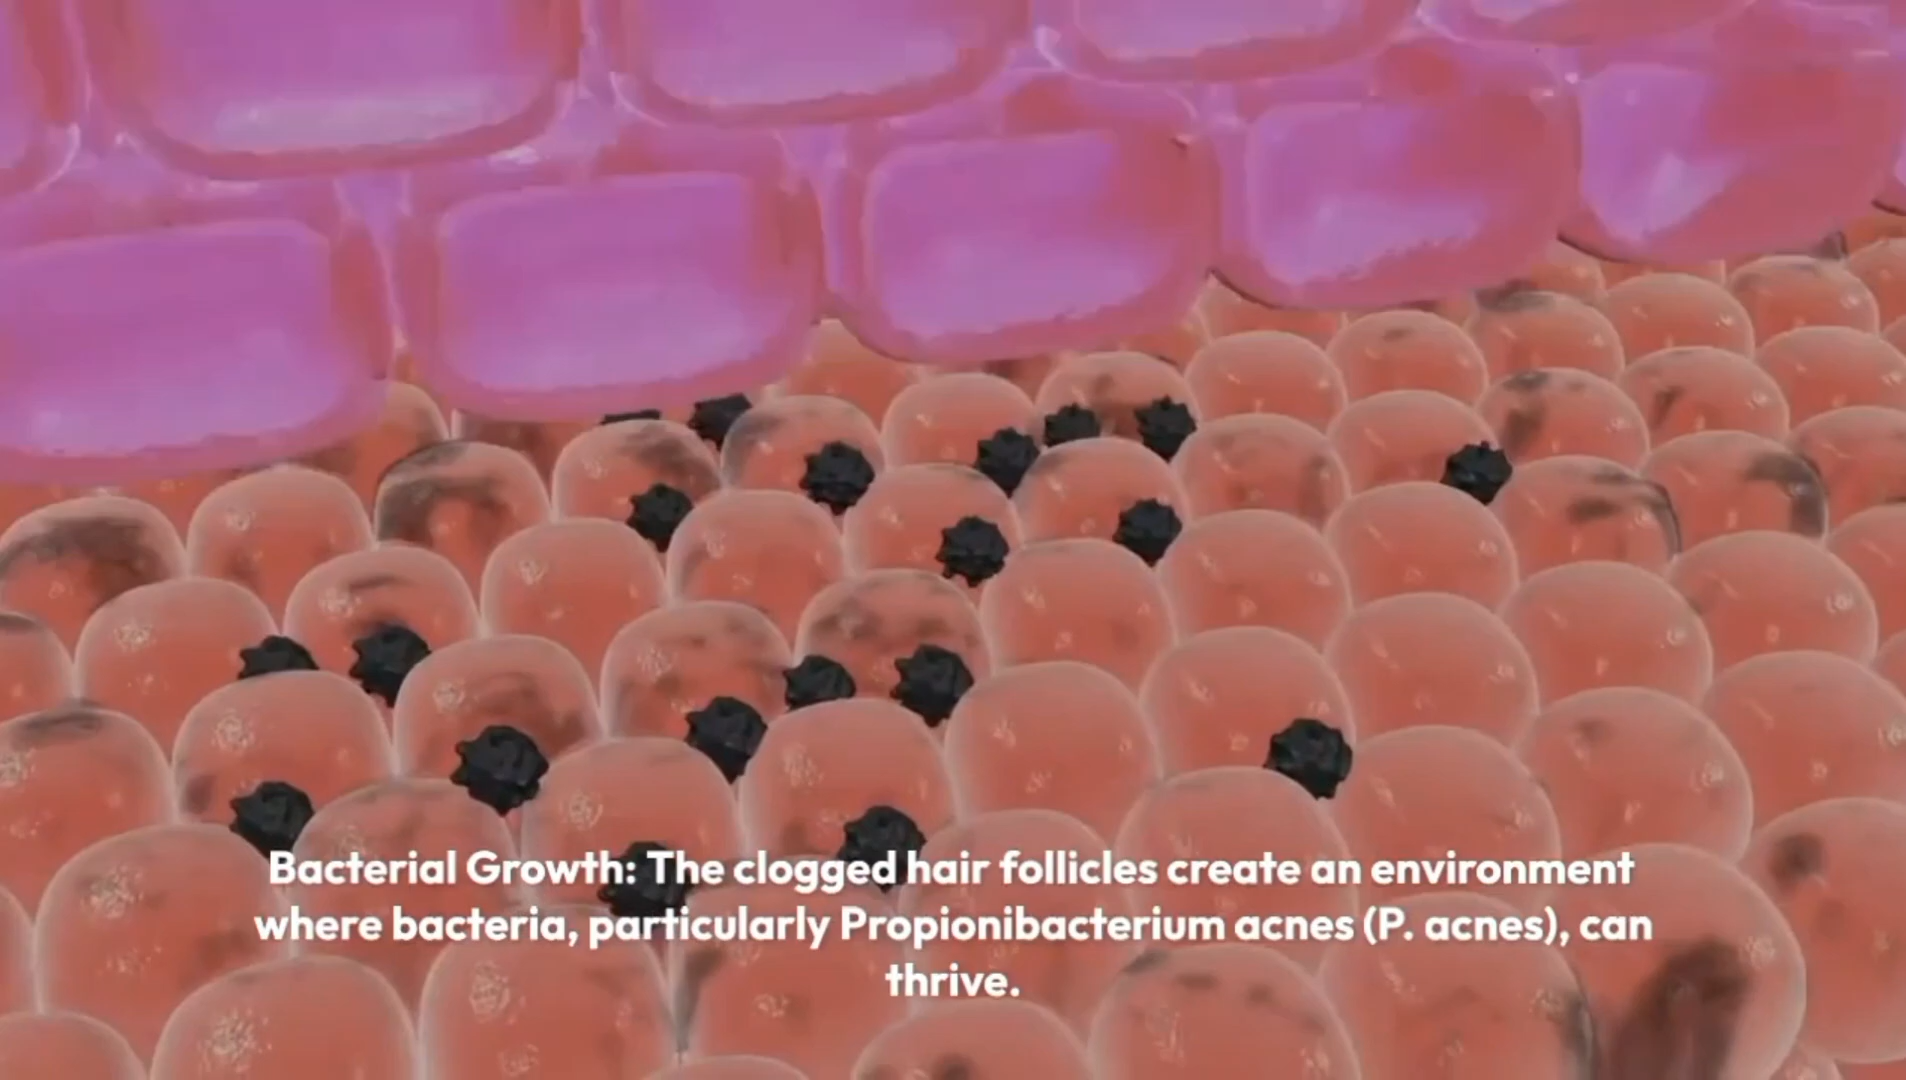 Bacterial Growth: The clogged hair follicles create an environment
where bacteria, particularly Propionibacterium acnes (P. acnes), can
thrive.